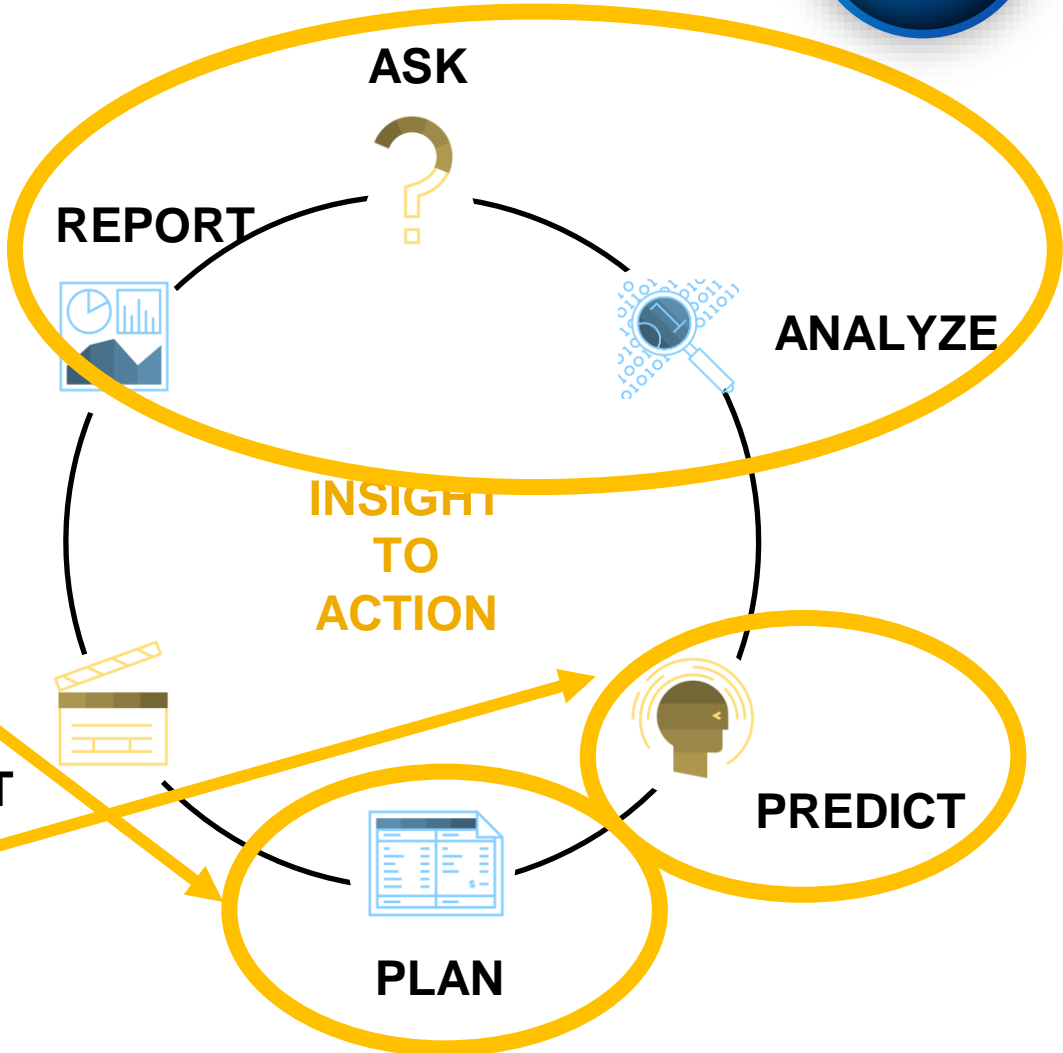 ASK
REPORT
ANALYZE
INSIGHT
TO
ACTION
T
PREDICT
PLAN